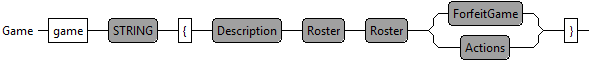 Game game STRING { Description Roster Roster ForfeitGame }
Actions